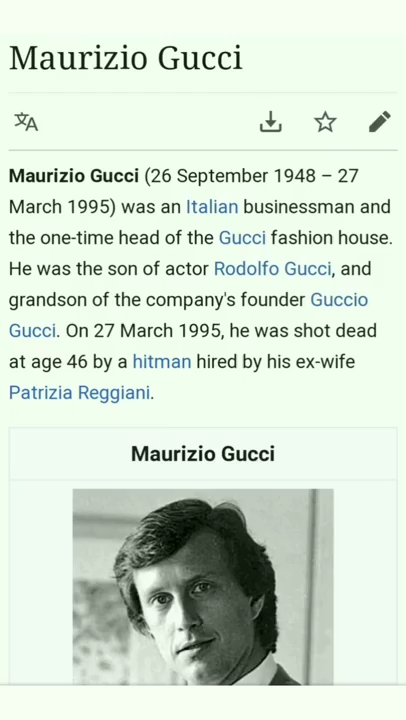 Maurizio Gucci
Maurizio Gucci (26 September 1948 – 27
March 1995) was an Italian businessman and
the one-time head of the Gucci fashion house.
He was the son of actor Rodolfo Gucci, and
grandson of the company's founder Guccio
Gucci. On 27 March 1995, he was shot dead
at age 46 by a hitman hired by his ex-wife
Patrizia Reggiani.
Maurizio Gucci